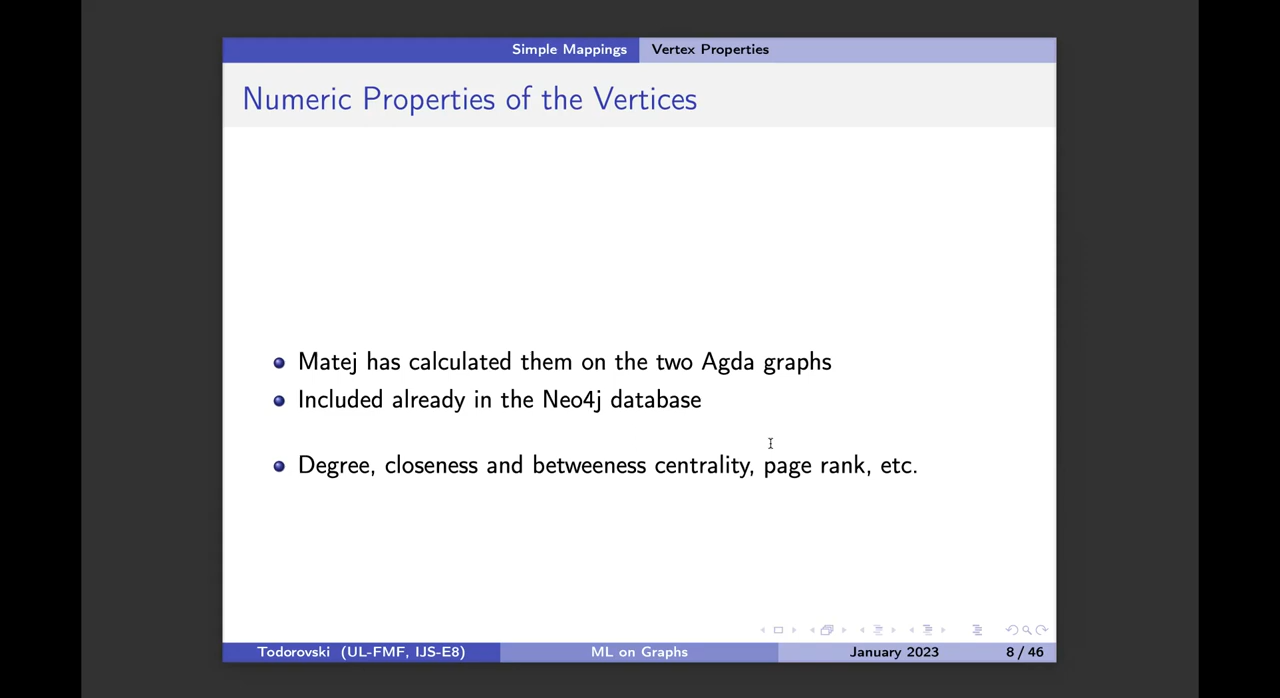 Simple Mappings Vertex Properties
Numeric Properties of the Vertices
Matej has calculated them on the two Agda graphs
Included already in the Neo4j database
Degree, closeness and betweeness centrality, page rank, etc.
Todorovski (UL-FMF, IJS-E8) ML on Graphs January 2023 8 / 46